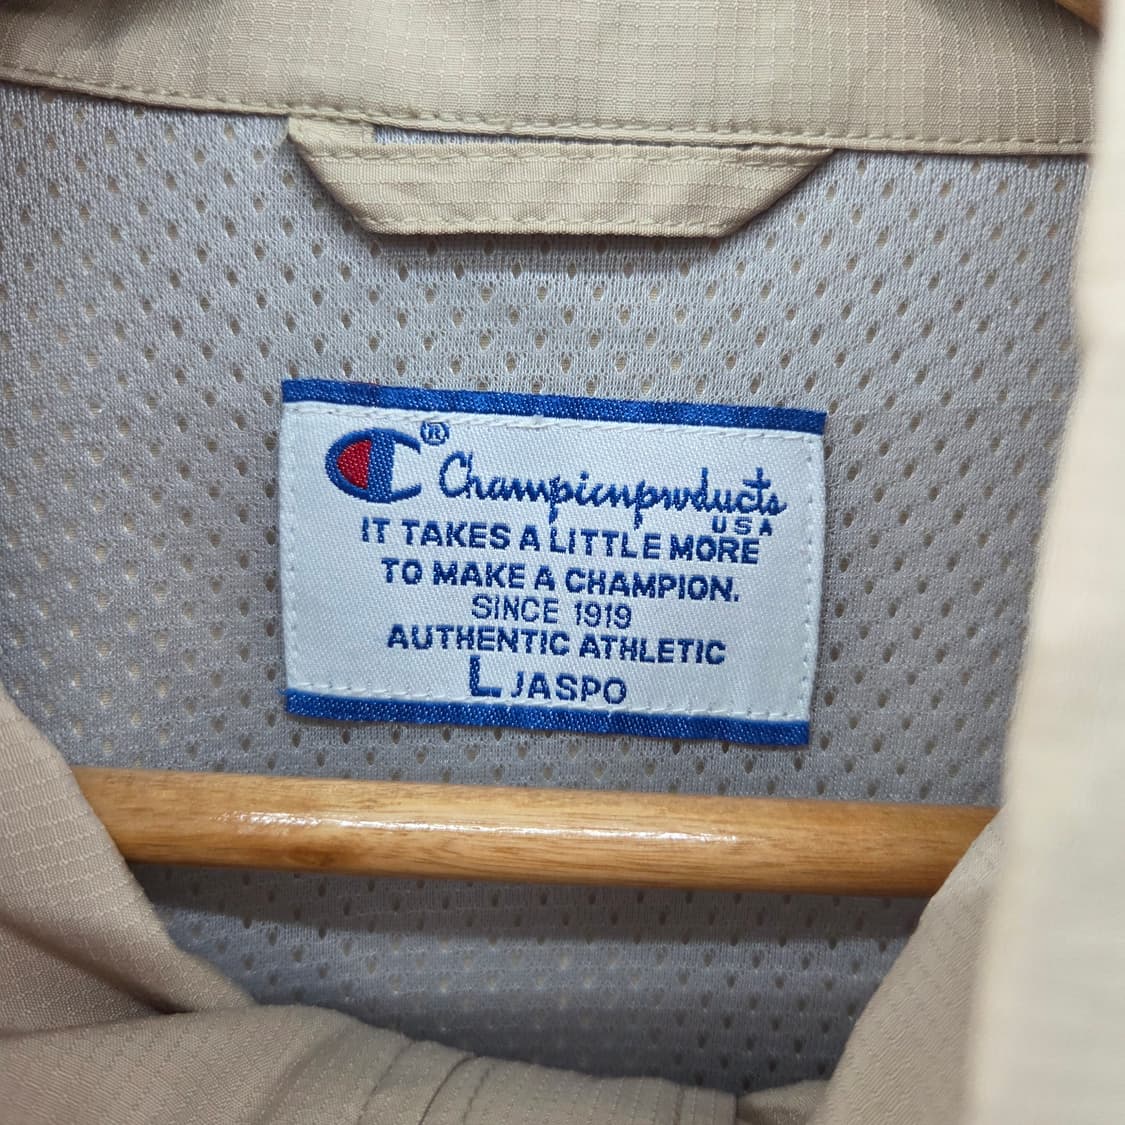 C® Championproducts
USA
IT TAKES A LITTLE MORE
TO MAKE A CHAMPION.
SINCE 1919
AUTHENTIC ATHLETIC
L JASPO